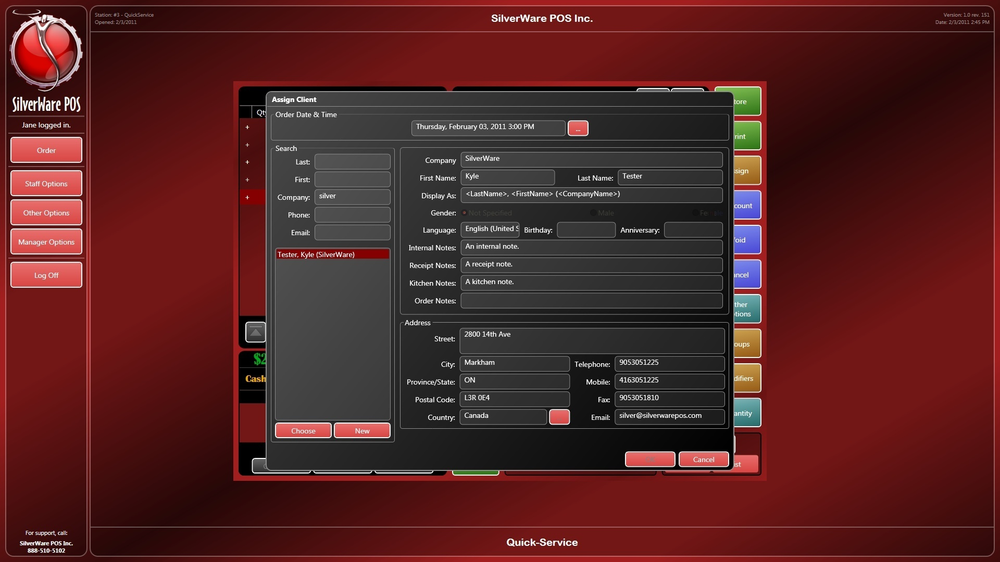 Station: #3 - QuickService
Opened: 2/3/2011
SilverWare POS Inc.
Version: 1.0 rev. 151
Date: 2/3/2011 2:45 PM
SilverWare POS
Jane logged in.
Order
Staff Options
Other Options
Manager Options
Log Off
For support, call:
SilverWare POS Inc.
888-510-5102
Assign Client
Order Date & Time
Thursday, February 03, 2011 3:00 PM
...
Search
Last:
First:
Company: silver
Phone:
Email:
Tester, Kyle (SilverWare)
Choose New
Company SilverWare
First Name: Kyle Last Name: Tester
Display As: <LastName>, <FirstName> (<CompanyName>)
Gender: Not Specified Male Female
Language: English (United S Birthday: Anniversary:
Internal Notes: An internal note.
Receipt Notes: A receipt note.
Kitchen Notes: A kitchen note.
Order Notes:
Address
Street: 2800 14th Ave
City: Markham Telephone: 9053051225
Province/State: ON Mobile: 4163051225
Postal Code: L3R 0E4 Fax: 9053051810
Country: Canada Email: silver@silverwarepos.com
Cancel
Qty
+
+
+
+
+
$2
Cash
tore
rint
sign
count
oid
ncel
ther
tions
oups
difiers
antity
ist
Quick-Service